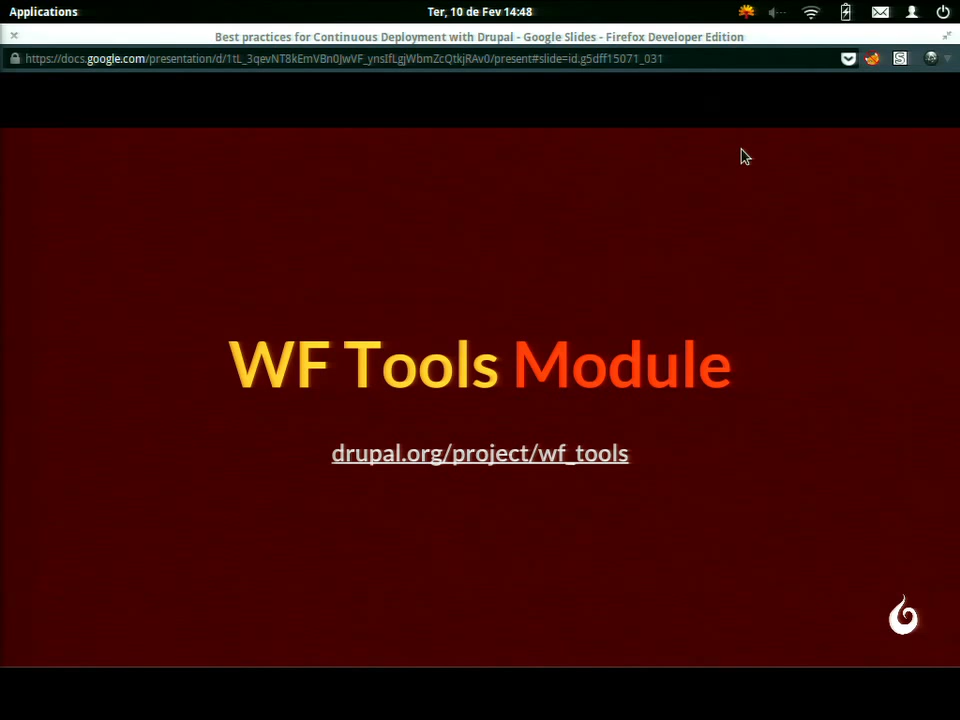 Applications
Ter, 10 de Fev 14:48
Best practices for Continuous Deployment with Drupal - Google Slides - Firefox Developer Edition
WF Tools Module
drupal.org/project/wf_tools